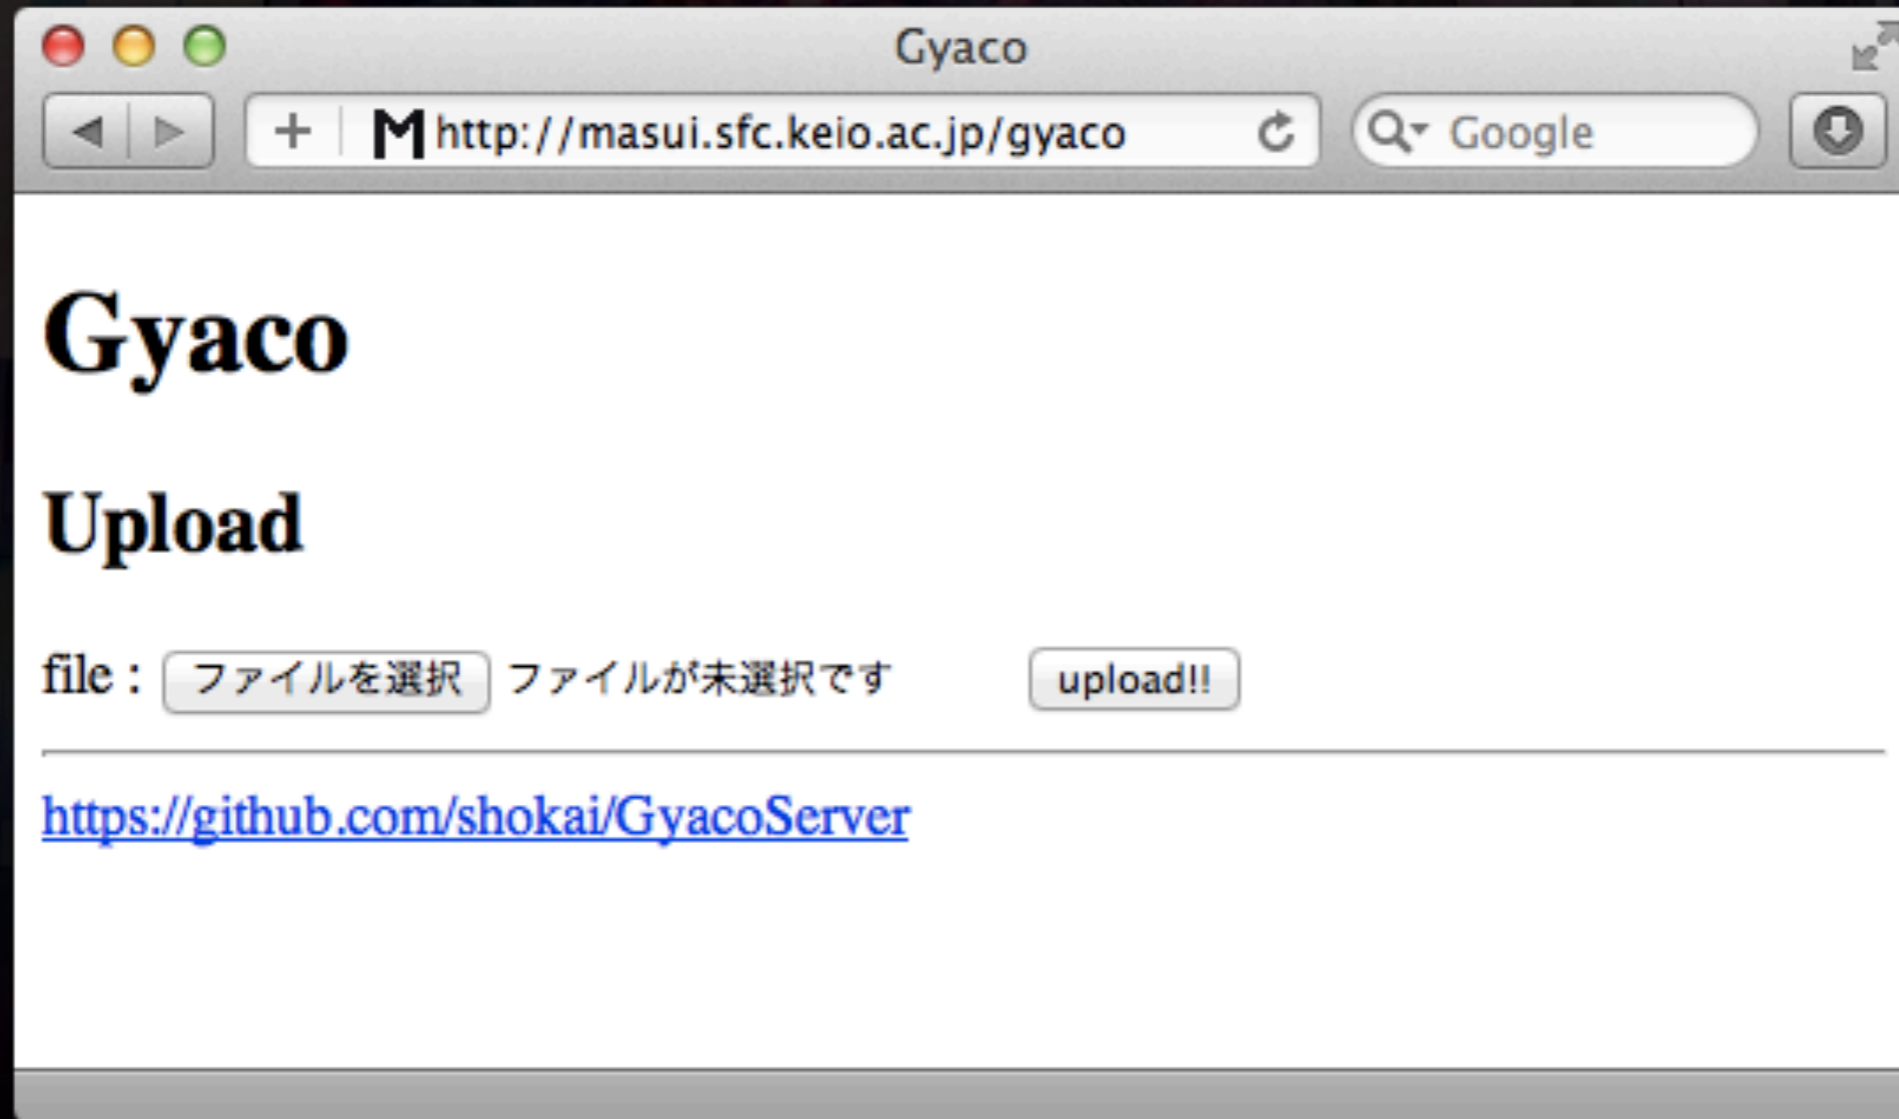 Gyaco
http://masui.sfc.keio.ac.jp/gyaco Google
Gyaco
Upload
file : ファイルを選択 ファイルが未選択です upload!!
https://github.com/shokai/GyacoServer